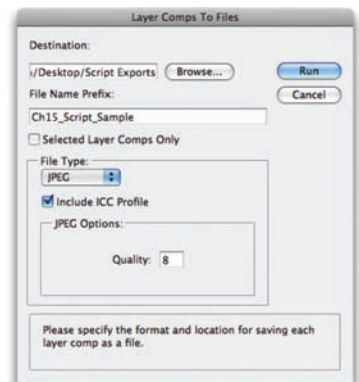 Layer Comps To Files
Destination:
/Desktop/Script Exports Browse... Run
File Name Prefix: Cancel
Ch15_Script_Sample
Selected Layer Comps Only
File Type:
JPEG
Include ICC Profile
JPEG Options:
Quality: 8
Please specify the format and location for saving each
layer comp as a file.